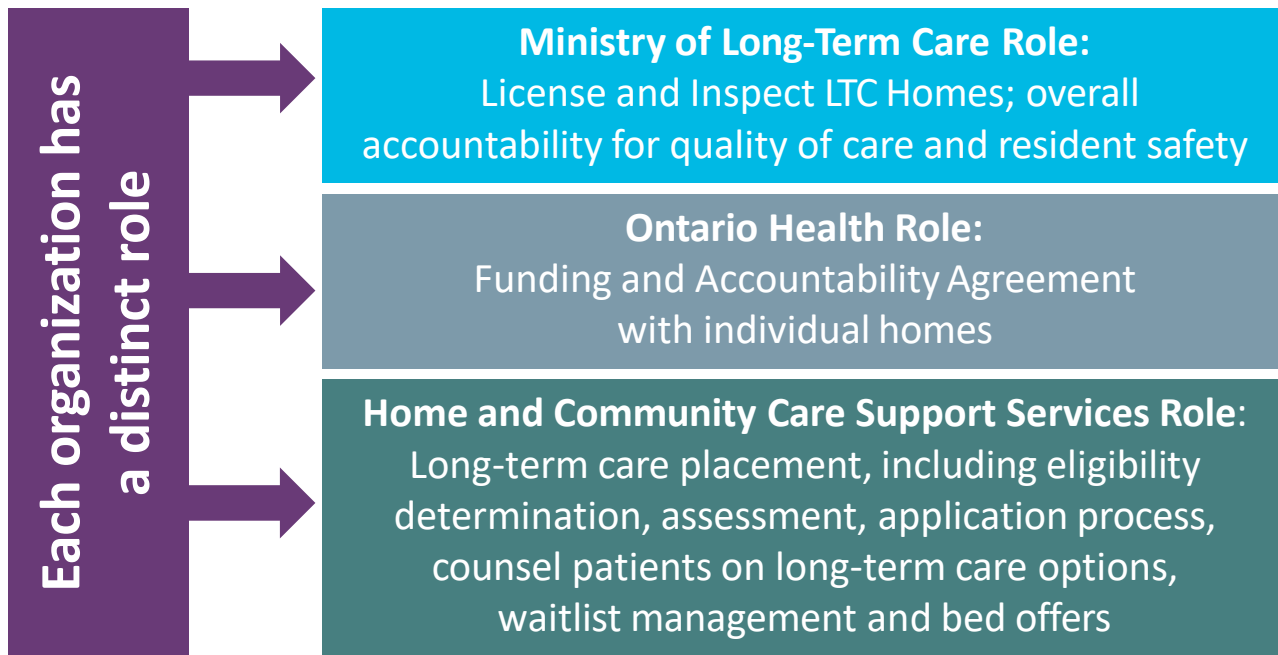 Each organization has
a distinct role
Ministry of Long-Term Care Role:
License and Inspect LTC Homes; overall
accountability for quality of care and resident safety
Ontario Health Role:
Funding and Accountability Agreement
with individual homes
Home and Community Care Support Services Role:
Long-term care placement, including eligibility
determination, assessment, application process,
counsel patients on long-term care options,
waitlist management and bed offers